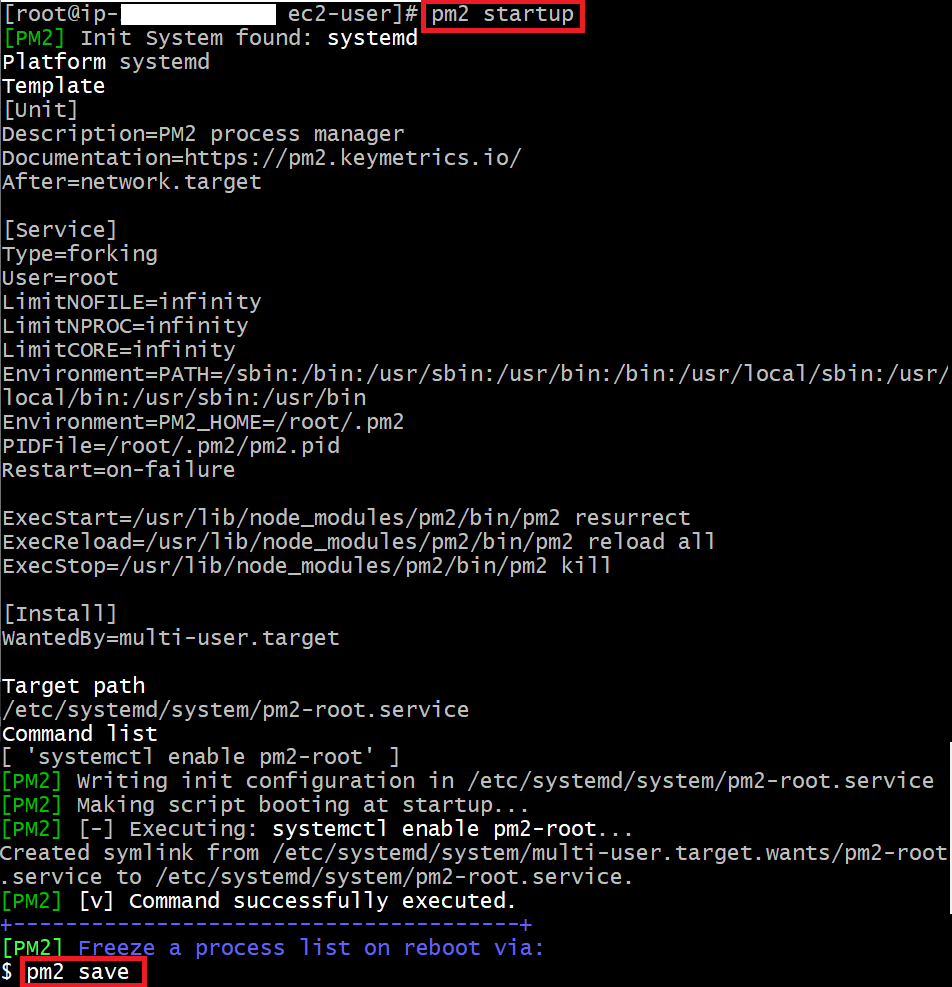 [root@ip- ec2-user]# pm2 startup
[PM2] Init System found: systemd
Platform systemd
Template
[Unit]
Description=PM2 process manager
Documentation=https://pm2.keymetrics.io/
After=network.target
[Service]
Type=forking
User=root
LimitNOFILE=infinity
LimitNPROC=infinity
LimitCORE=infinity
Environment=PATH=/sbin:/bin:/usr/sbin:/usr/bin:/bin:/usr/local/sbin:/usr/
local/bin:/usr/sbin:/usr/bin
Environment=PM2_HOME=/root/.pm2
PIDFile=/root/.pm2/pm2.pid
Restart=on-failure
ExecStart=/usr/lib/node_modules/pm2/bin/pm2 resurrect
ExecReload=/usr/lib/node_modules/pm2/bin/pm2 reload all
ExecStop=/usr/lib/node_modules/pm2/bin/pm2 kill
[Install]
WantedBy=multi-user.target
Target path
/etc/systemd/system/pm2-root.service
Command list
[ 'systemctl enable pm2-root' ]
[PM2] Writing init configuration in /etc/systemd/system/pm2-root.service
[PM2] Making script booting at startup...
[PM2] [-] Executing: systemctl enable pm2-root...
Created symlink from /etc/systemd/system/multi-user.target.wants/pm2-root
.service to /etc/systemd/system/pm2-root.service.
[PM2] [v] Command successfully executed.
+---------------------------------------+
[PM2] Freeze a process list on reboot via:
$ pm2 save